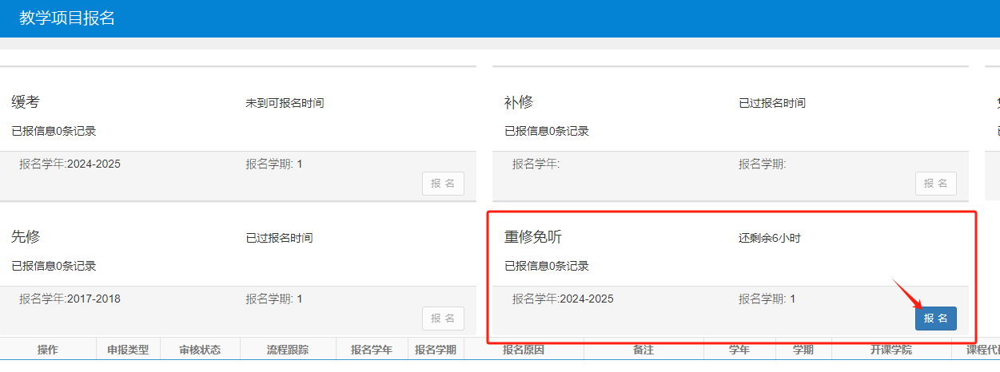 教学项目报名
缓考 未到可报名时间
已报信息0条记录
报名学年:2024-2025 报名学期: 1
报 名
补修 已过报名时间
已报信息0条记录
报名学年: 报名学期:
报 名
先修 已过报名时间
已报信息0条记录
报名学年:2017-2018 报名学期: 1
报 名
重修免听 还剩余6小时
已报信息0条记录
报名学年:2024-2025 报名学期: 1
报 名
操作 申报类型 审核状态 流程跟踪 报名学年 报名学期 报名原因 备注 学年 学期 开课学院 课程代